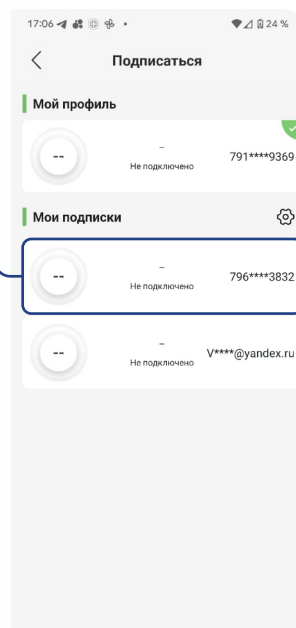 17:06 24 %
Подписаться
Мой профиль
--
--
Не подключено
791****9369
Мои подписки
--
--
Не подключено
796****3832
--
--
Не подключено
V****@yandex.ru